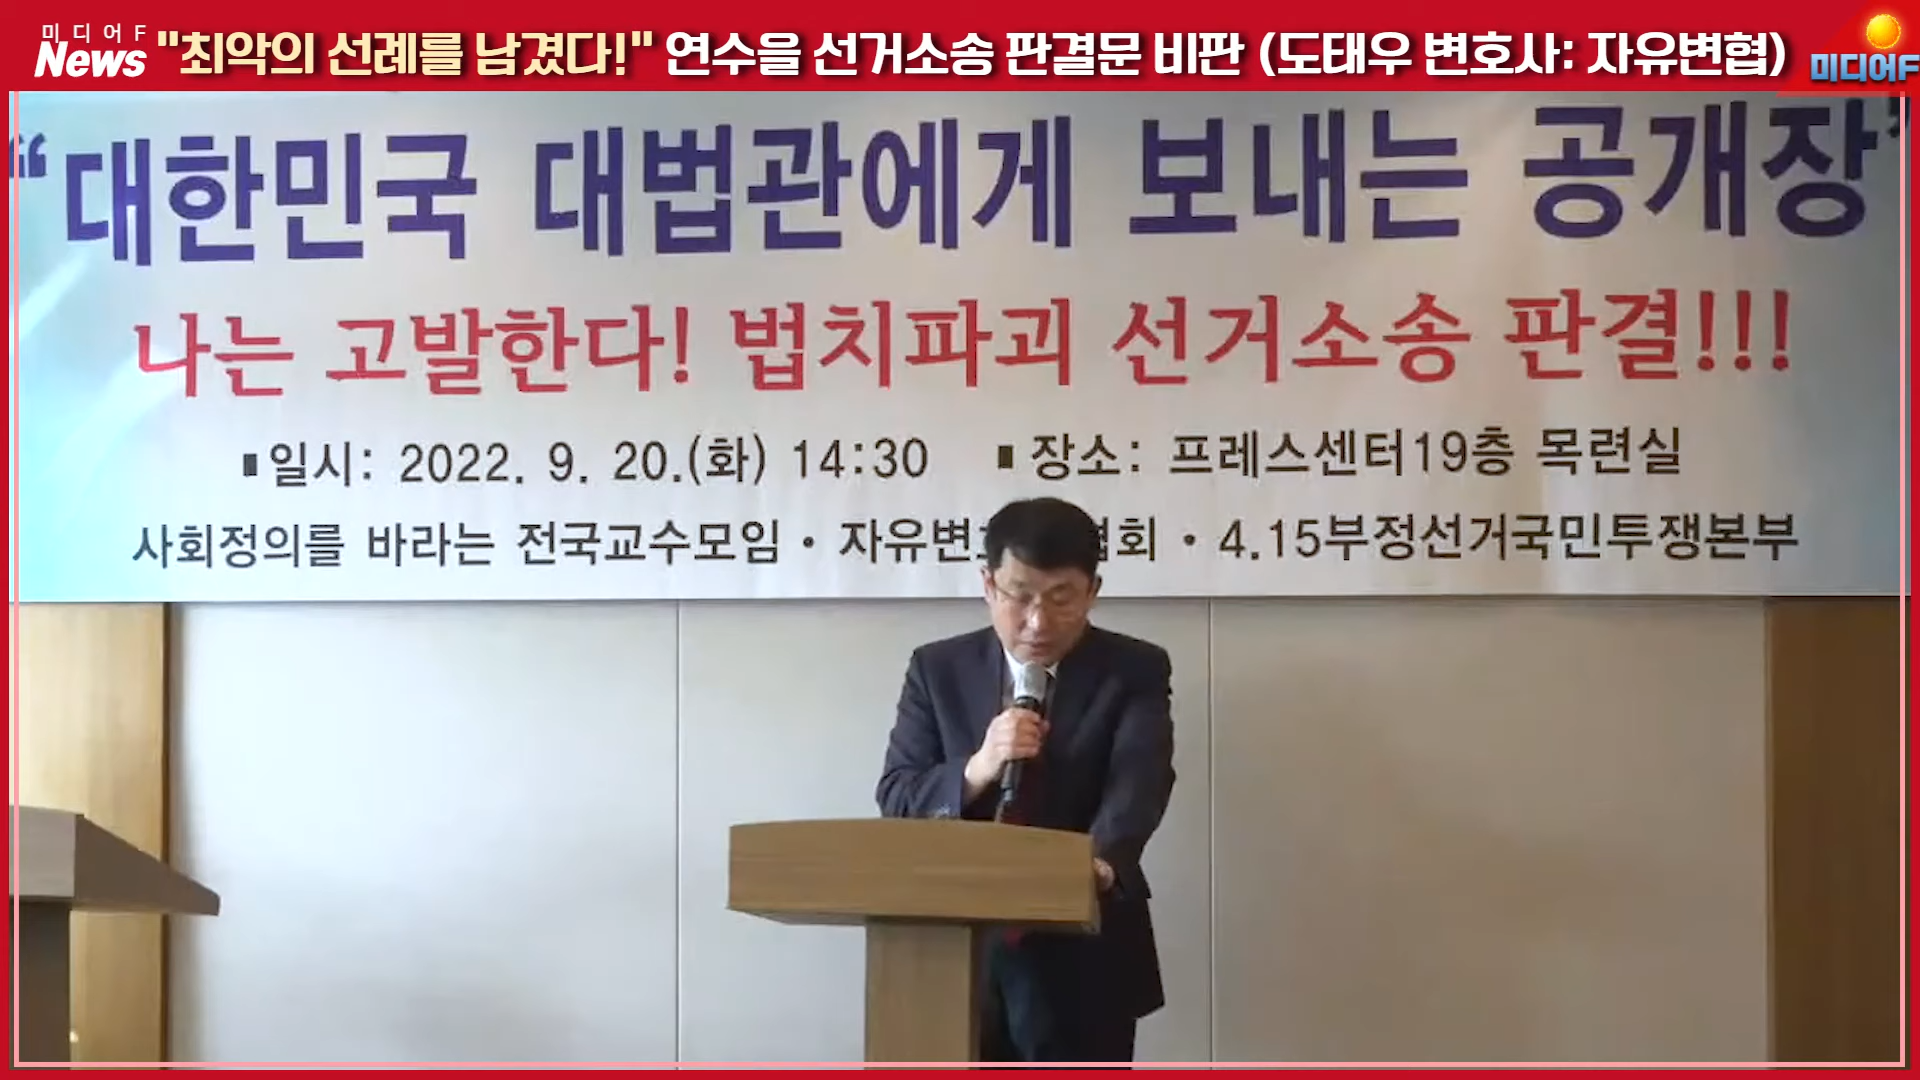 미디어F
News "최악의 선례를 남겼다!" 연수을 선거소송 판결문 비판 (도태우 변호사: 자유변협)
미디어F
“대한민국 대법관에게 보내는 공개장”
나는 고발한다! 법치파괴 선거소송 판결!!!
▪일시: 2022. 9. 20.(화) 14:30 ▪장소: 프레스센터19층 목련실
사회정의를 바라는 전국교수모임・자유변 협회・4.15부정선거국민투쟁본부